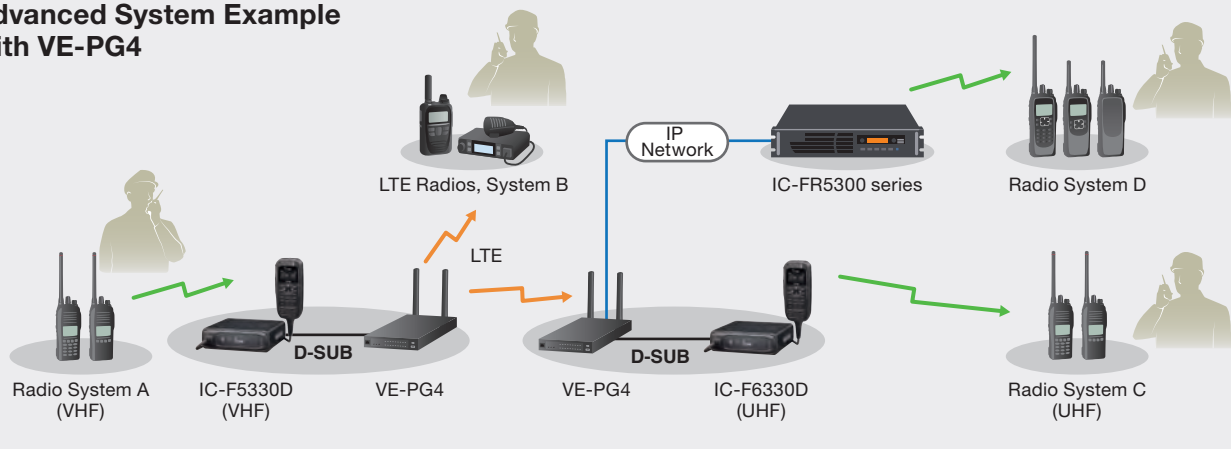 dvanced System Example
ith VE-PG4
IP
Network
LTE Radios, System B
IC-FR5300 series
Radio System D
LTE
D-SUB
D-SUB
Radio System A
(VHF)
IC-F5330D
(VHF)
VE-PG4
VE-PG4
IC-F6330D
(UHF)
Radio System C
(UHF)